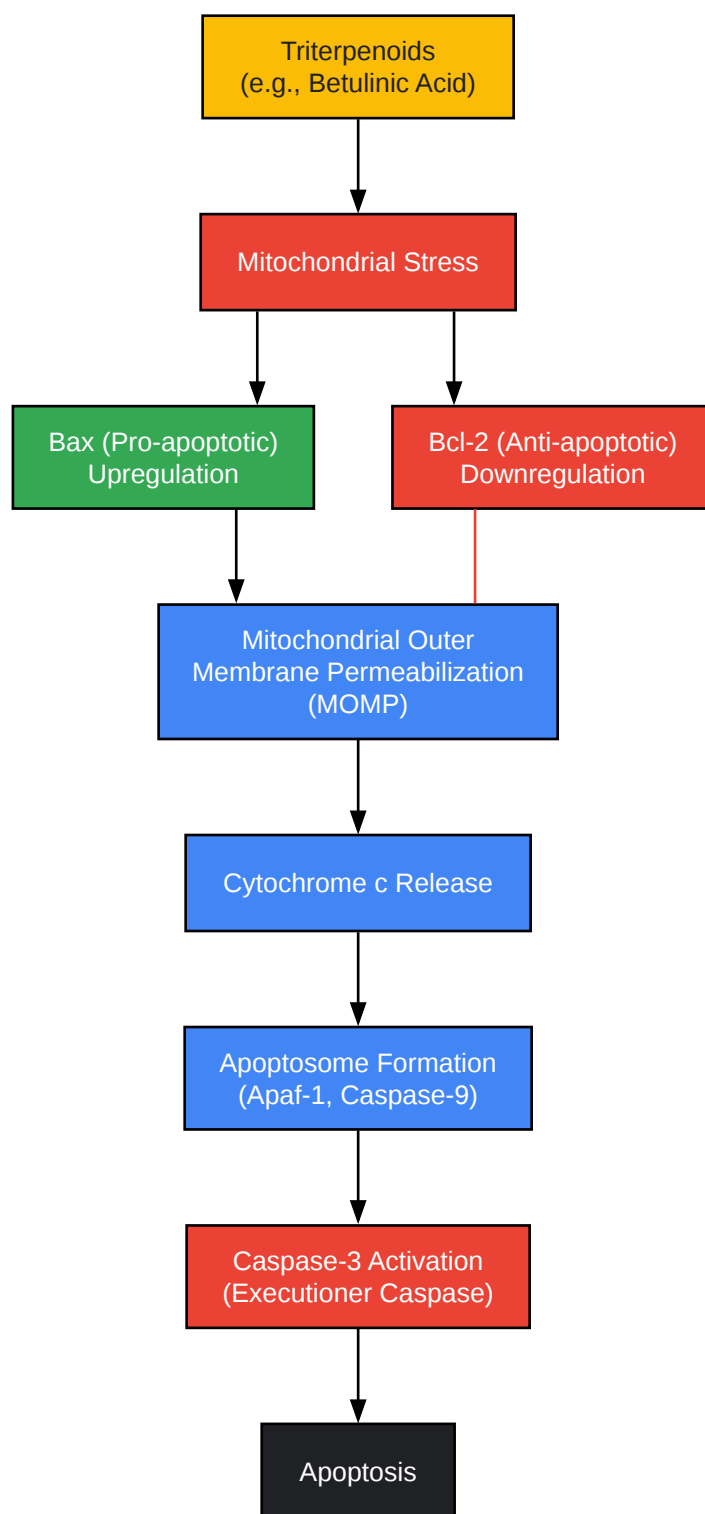 Triterpenoids
(e.g., Betulinic Acid)
Mitochondrial Stress
Bax (Pro-apoptotic)
Upregulation
Bcl-2 (Anti-apoptotic)
Downregulation
Mitochondrial Outer
Membrane Permeabilization
(MOMP)
Cytochrome c Release
Apoptosome Formation
(Apaf-1, Caspase-9)
Caspase-3 Activation
(Executioner Caspase)
Apoptosis